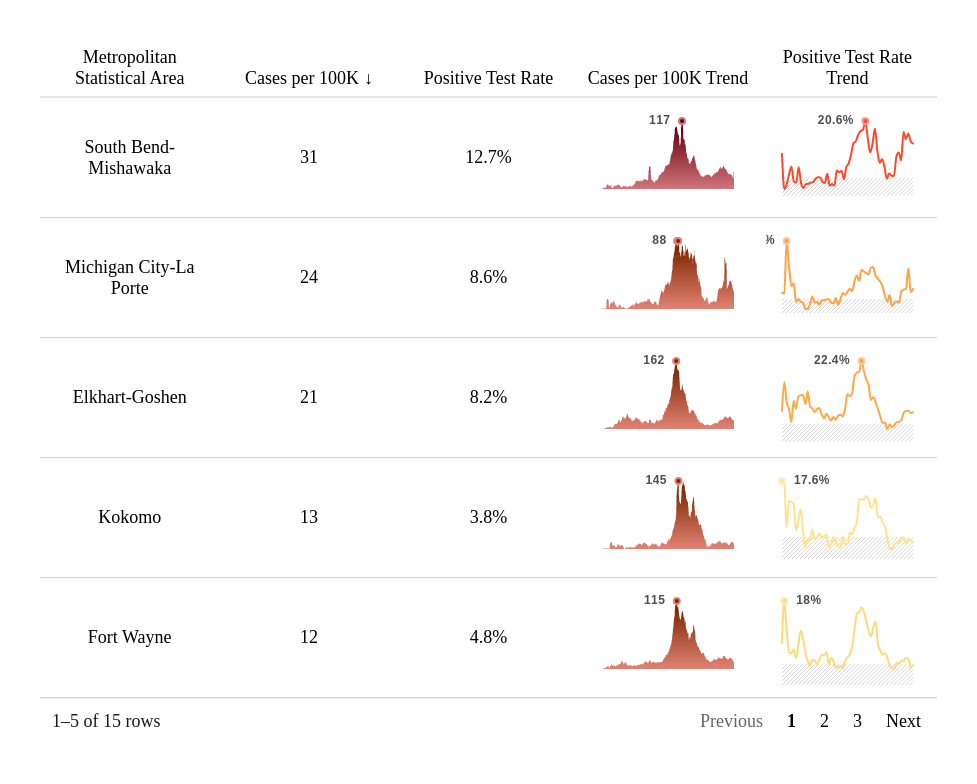 Metropolitan
Statistical Area
Cases per 100K ↓
Positive Test Rate
Cases per 100K Trend
Positive Test Rate
Trend
South Bend-
Mishawaka
31
12.7%
117
20.6%
Michigan City-La
Porte
24
8.6%
88
%
Elkhart-Goshen
21
8.2%
162
22.4%
Kokomo
13
3.8%
145
17.6%
Fort Wayne
12
4.8%
115
18%
1–5 of 15 rows
Previous 1 2 3 Next